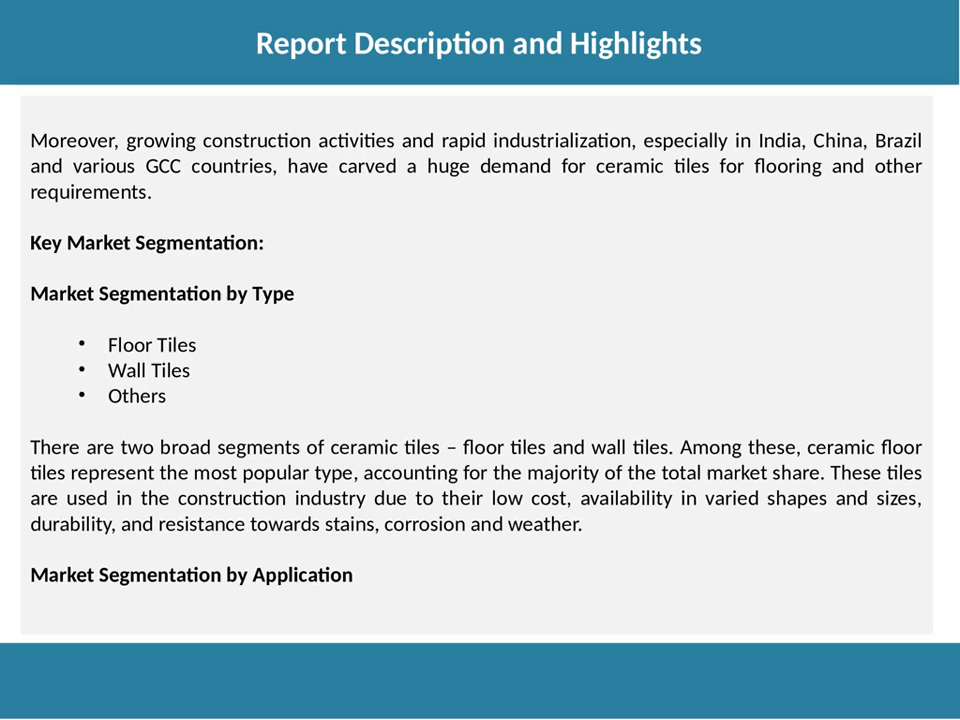 Report Description and Highlights
Moreover, growing construction activities and rapid industrialization, especially in India, China, Brazil
and various GCC countries, have carved a huge demand for ceramic tiles for flooring and other
requirements.
Key Market Segmentation:
Market Segmentation by Type
• Floor Tiles
• Wall Tiles
• Others
There are two broad segments of ceramic tiles – floor tiles and wall tiles. Among these, ceramic floor
tiles represent the most popular type, accounting for the majority of the total market share. These tiles
are used in the construction industry due to their low cost, availability in varied shapes and sizes,
durability, and resistance towards stains, corrosion and weather.
Market Segmentation by Application